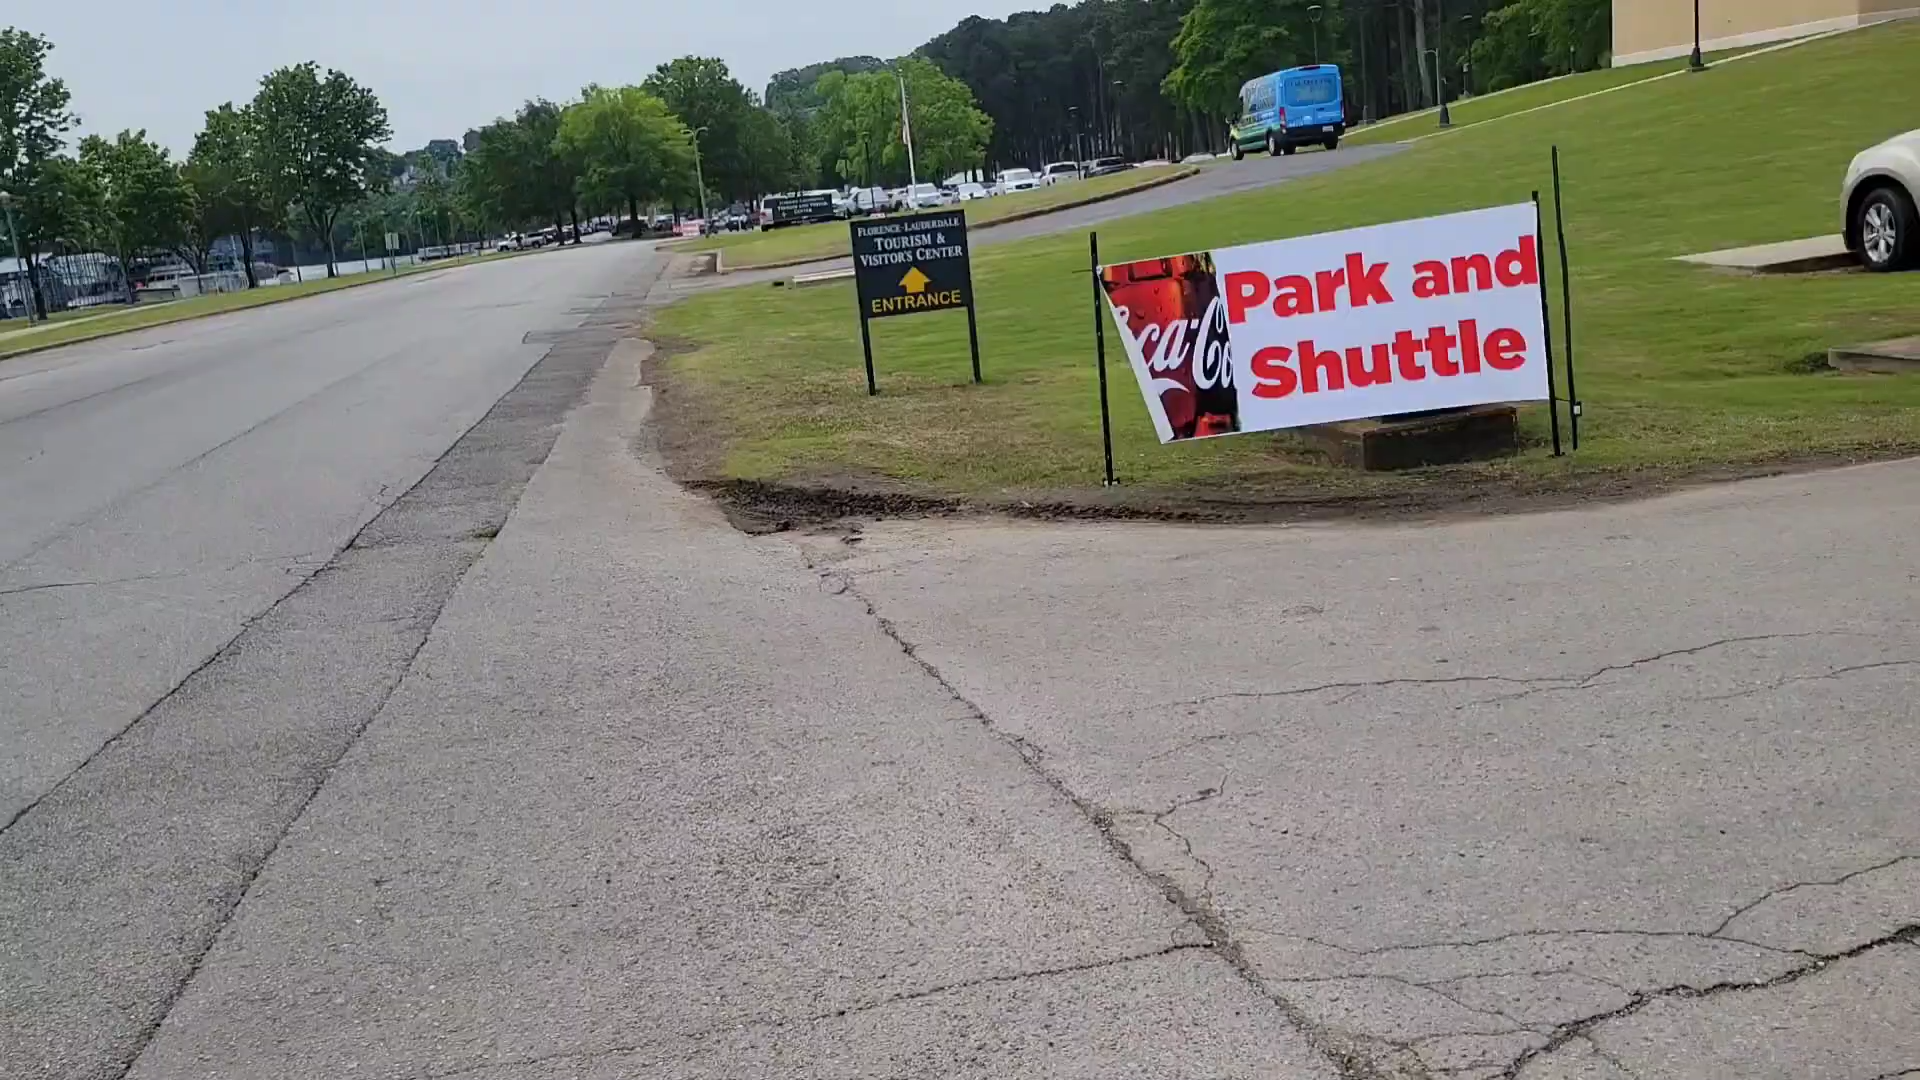 FLORENCE-LAUDERDALE
TOURISM &
VISITOR'S CENTER
ENTRANCE
Park and
Shuttle